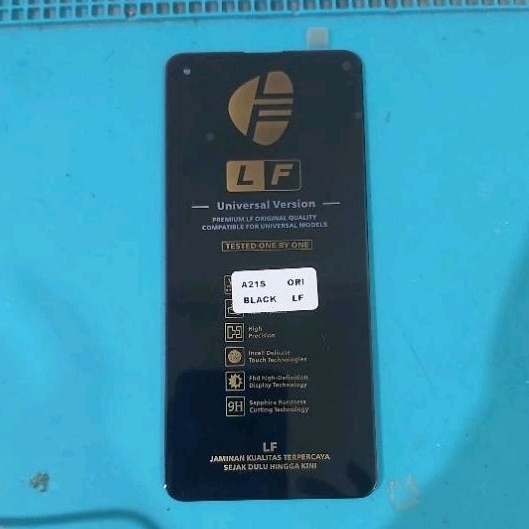 LF
Universal Version
PREMIUM LF ORIGINAL QUALITY
COMPATIBLE FOR UNIVERSAL MODELS
TESTED ONE BY ONE
A21S ORI
BLACK LF
High
Precision
Incell Delicate
Touch Technologies
Fhd high-Definition
Display Technology
9H
Sapphire Hardness
Cutting Technology
LF
JAMINAN KUALITAS TERPERCAYA
SEJAK DULU HINGGA KINI